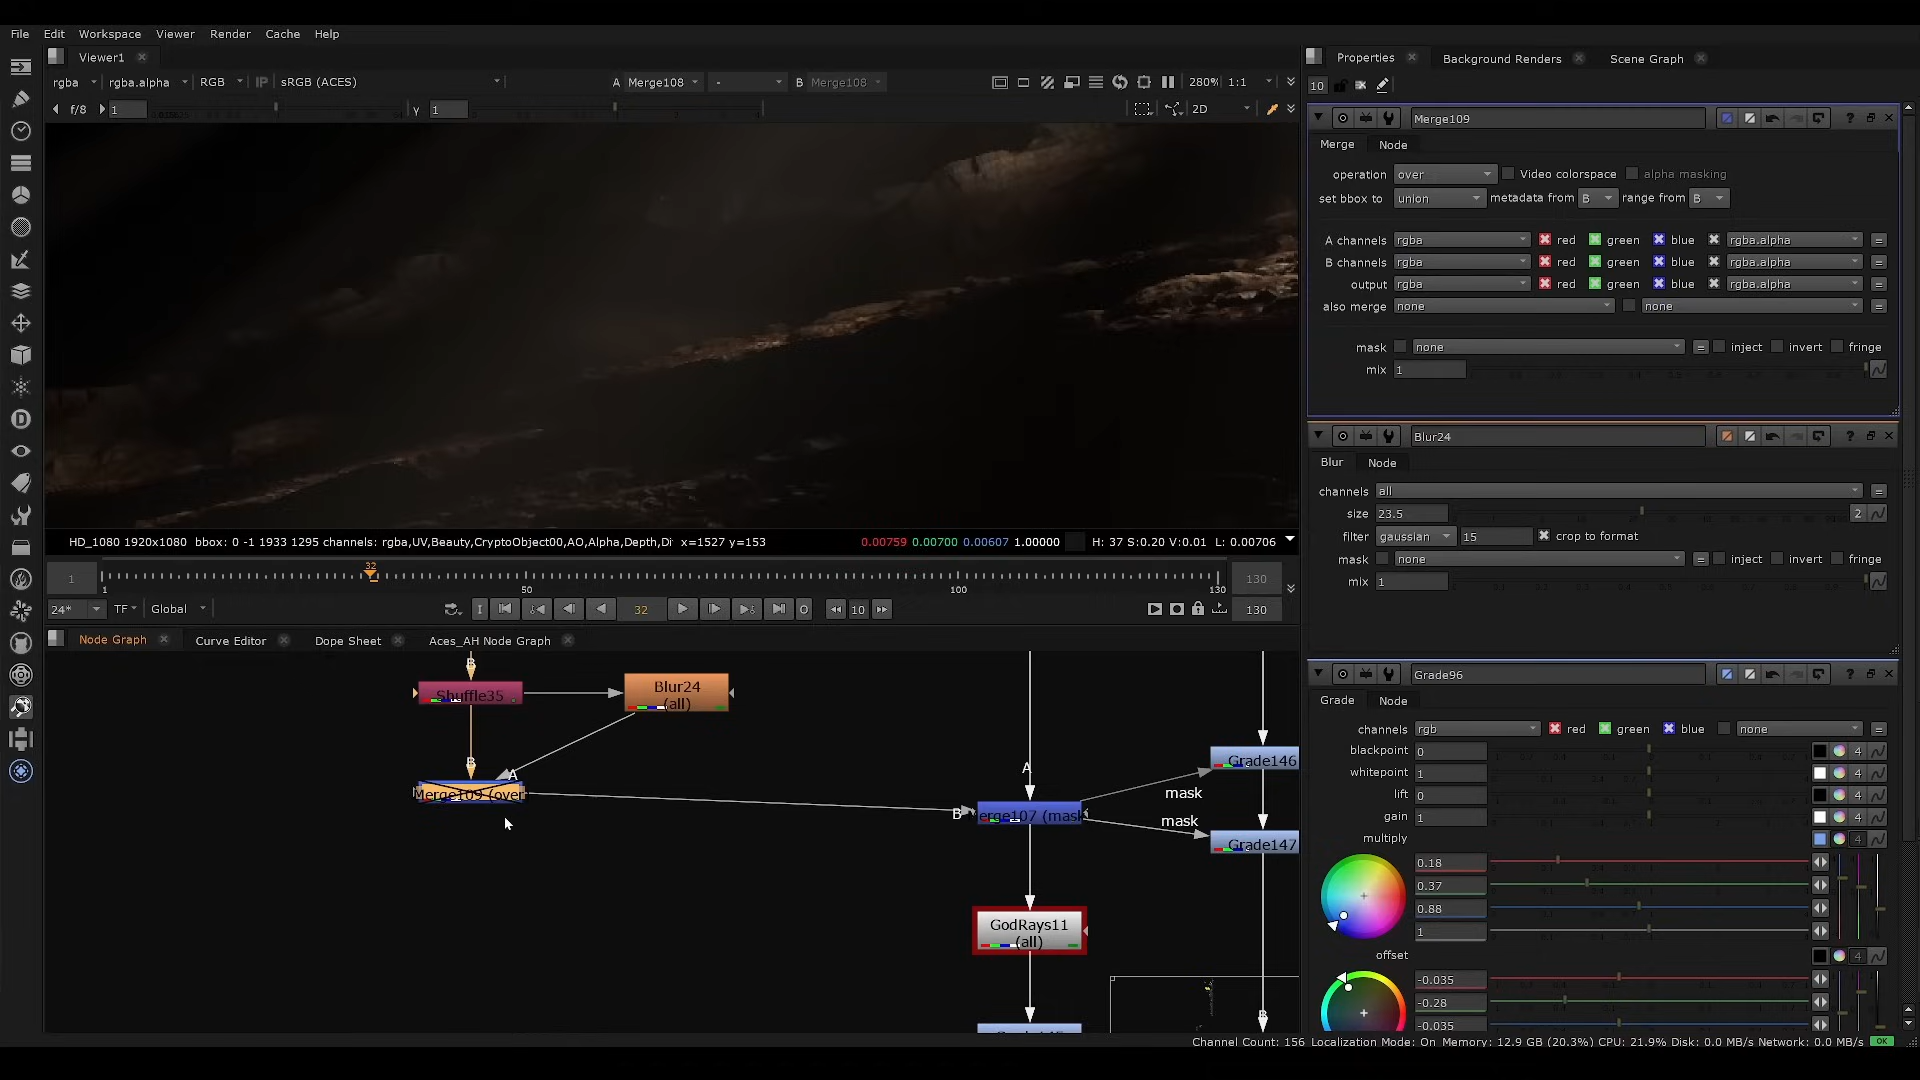 File Edit Workspace Viewer Render Cache Help
Viewer1
rgba rgba.alpha RGB IP sRGB (ACES) A Merge108 - B Merge108 280% 1:1
f/8 1 γ 1 2D
HD_1080 1920x1080 bbox: 0 -1 1933 1295 channels: rgba,UV,Beauty,CryptoObject00,AO,Alpha,Depth,Di x=1527 y=153 0.00759 0.00700 0.00607 1.00000 H: 37 S:0.20 V:0.01 L: 0.00706
1 1 32 50 100 130 130
24* TF Global 32 10 130
Node Graph Curve Editor Dope Sheet Aces_AH Node Graph
B
Shuffle35
Blur24
(all)
B
A
Merge109 (over
A
B
erge107 (mask
mask
mask
Grade146
Grade147
GodRays11
(all)
B
Properties Background Renders Scene Graph
10
Merge109
Merge Node
operation over Video colorspace alpha masking
set bbox to union metadata from B range from B
A channels rgba red green blue rgba.alpha =
B channels rgba red green blue rgba.alpha =
output rgba red green blue rgba.alpha =
also merge none none =
mask none = inject invert fringe
mix 1
Blur24
Blur Node
channels all =
size 23.5 2
filter gaussian 15 crop to format
mask none = inject invert fringe
mix 1
Grade96
Grade Node
channels rgb red green blue none =
blackpoint 0 4
whitepoint 1 4
lift 0 4
gain 1 4
multiply 4
0.18
0.37
0.88
1
offset 4
-0.035
-0.28
-0.035
Channel Count: 156 Localization Mode: On Memory: 12.9 GB (20.3%) CPU: 21.9% Disk: 0.0 MB/s Network: 0.0 MB/s OK